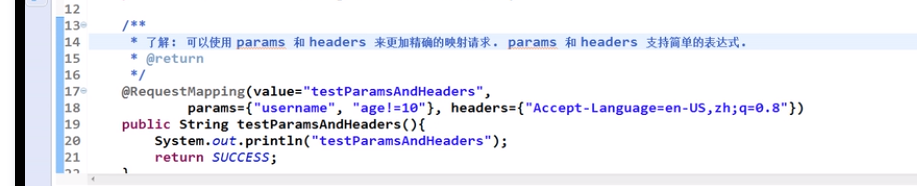 12
13 /**
14 * 了解: 可以使用 params 和 headers 来更加精确的映射请求. params 和 headers 支持简单的表达式.
15 * @return
16 */
17 @RequestMapping(value="testParamsAndHeaders",
18 params={"username", "age!=10"}, headers={"Accept-Language=en-US,zh;q=0.8"})
19 public String testParamsAndHeaders(){
20 System.out.println("testParamsAndHeaders");
21 return SUCCESS;
22 }